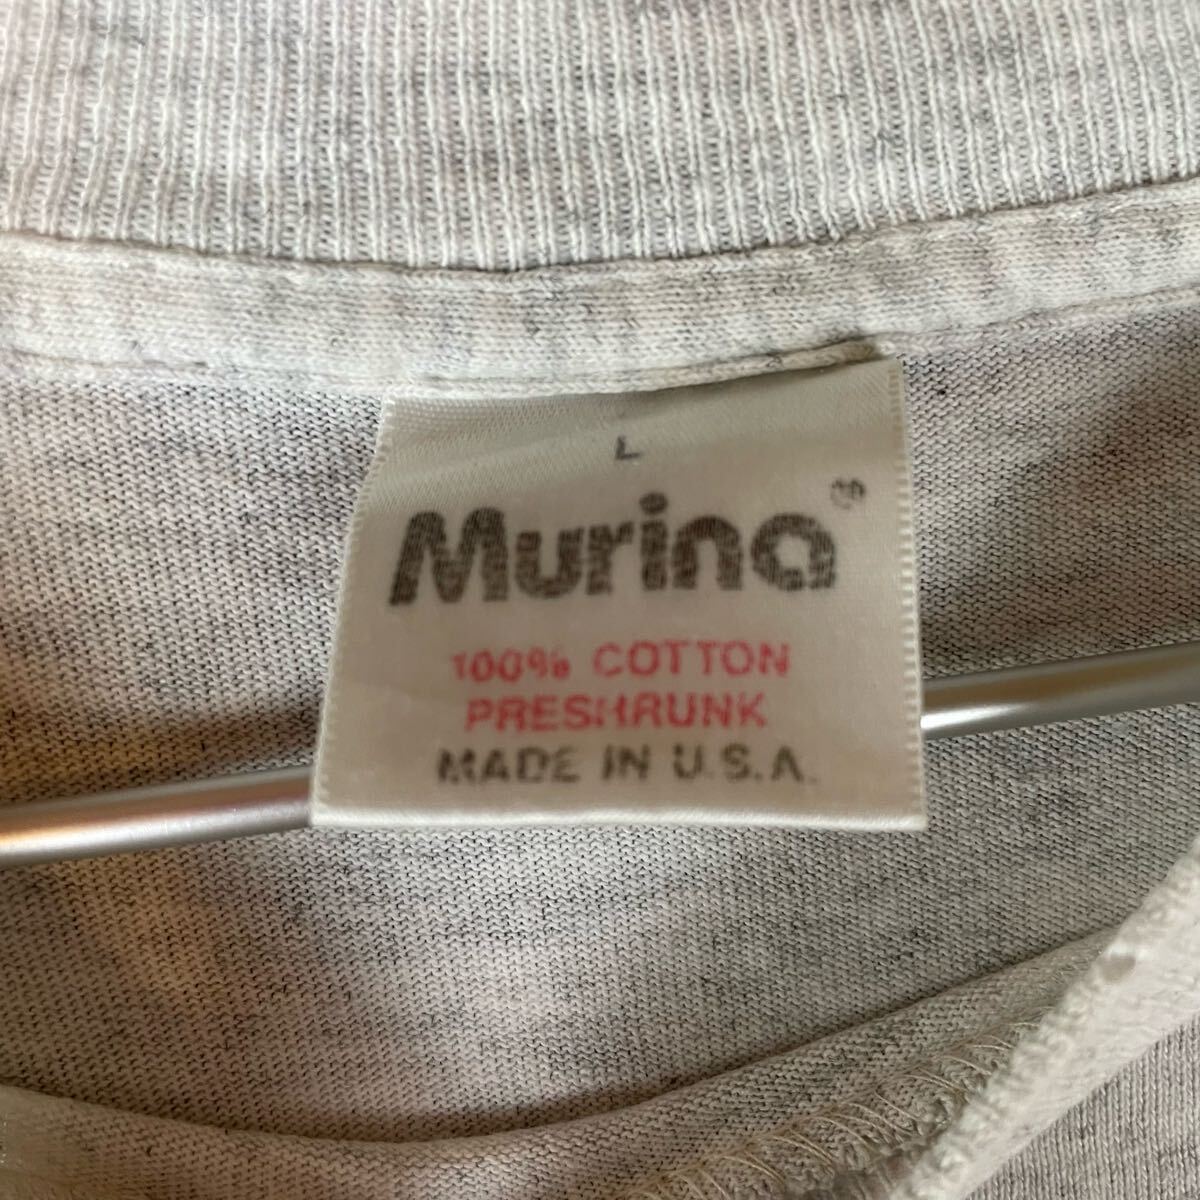 L
Murina
100% COTTON
PRESHRUNK
MADE IN U.S.A.